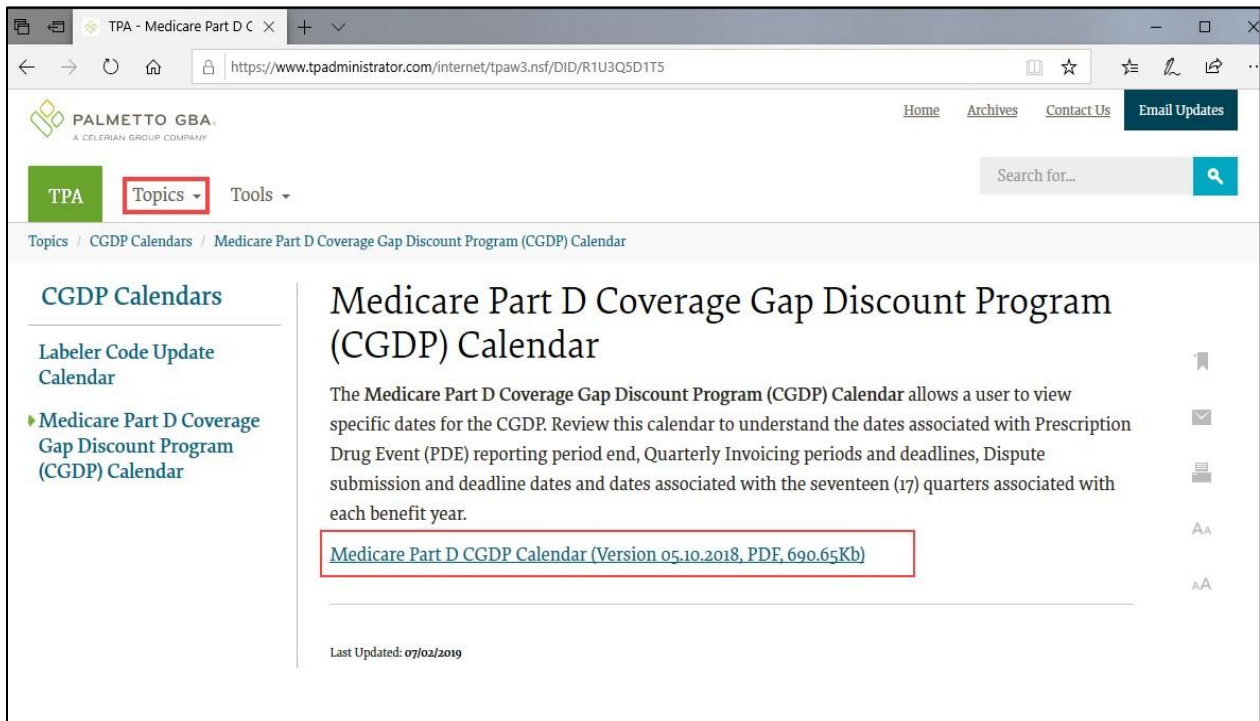 TPA - Medicare Part D C
https://www.tpadministrator.com/internet/tpaw3.nsf/DID/R1U3Q5D1T5
PALMETTO GBA.
A CELERIAN GROUP COMPANY
Home Archives Contact Us Email Updates
TPA Topics Tools
Search for...
Topics / CGDP Calendars / Medicare Part D Coverage Gap Discount Program (CGDP) Calendar
CGDP Calendars
Labeler Code Update
Calendar
Medicare Part D Coverage
Gap Discount Program
(CGDP) Calendar
Medicare Part D Coverage Gap Discount Program
(CGDP) Calendar
The Medicare Part D Coverage Gap Discount Program (CGDP) Calendar allows a user to view
specific dates for the CGDP. Review this calendar to understand the dates associated with Prescription
Drug Event (PDE) reporting period end, Quarterly Invoicing periods and deadlines, Dispute
submission and deadline dates and dates associated with the seventeen (17) quarters associated with
each benefit year.
Medicare Part D CGDP Calendar (Version 05.10.2018, PDF, 690.65Kb)
Last Updated: 07/02/2019
AA
AA